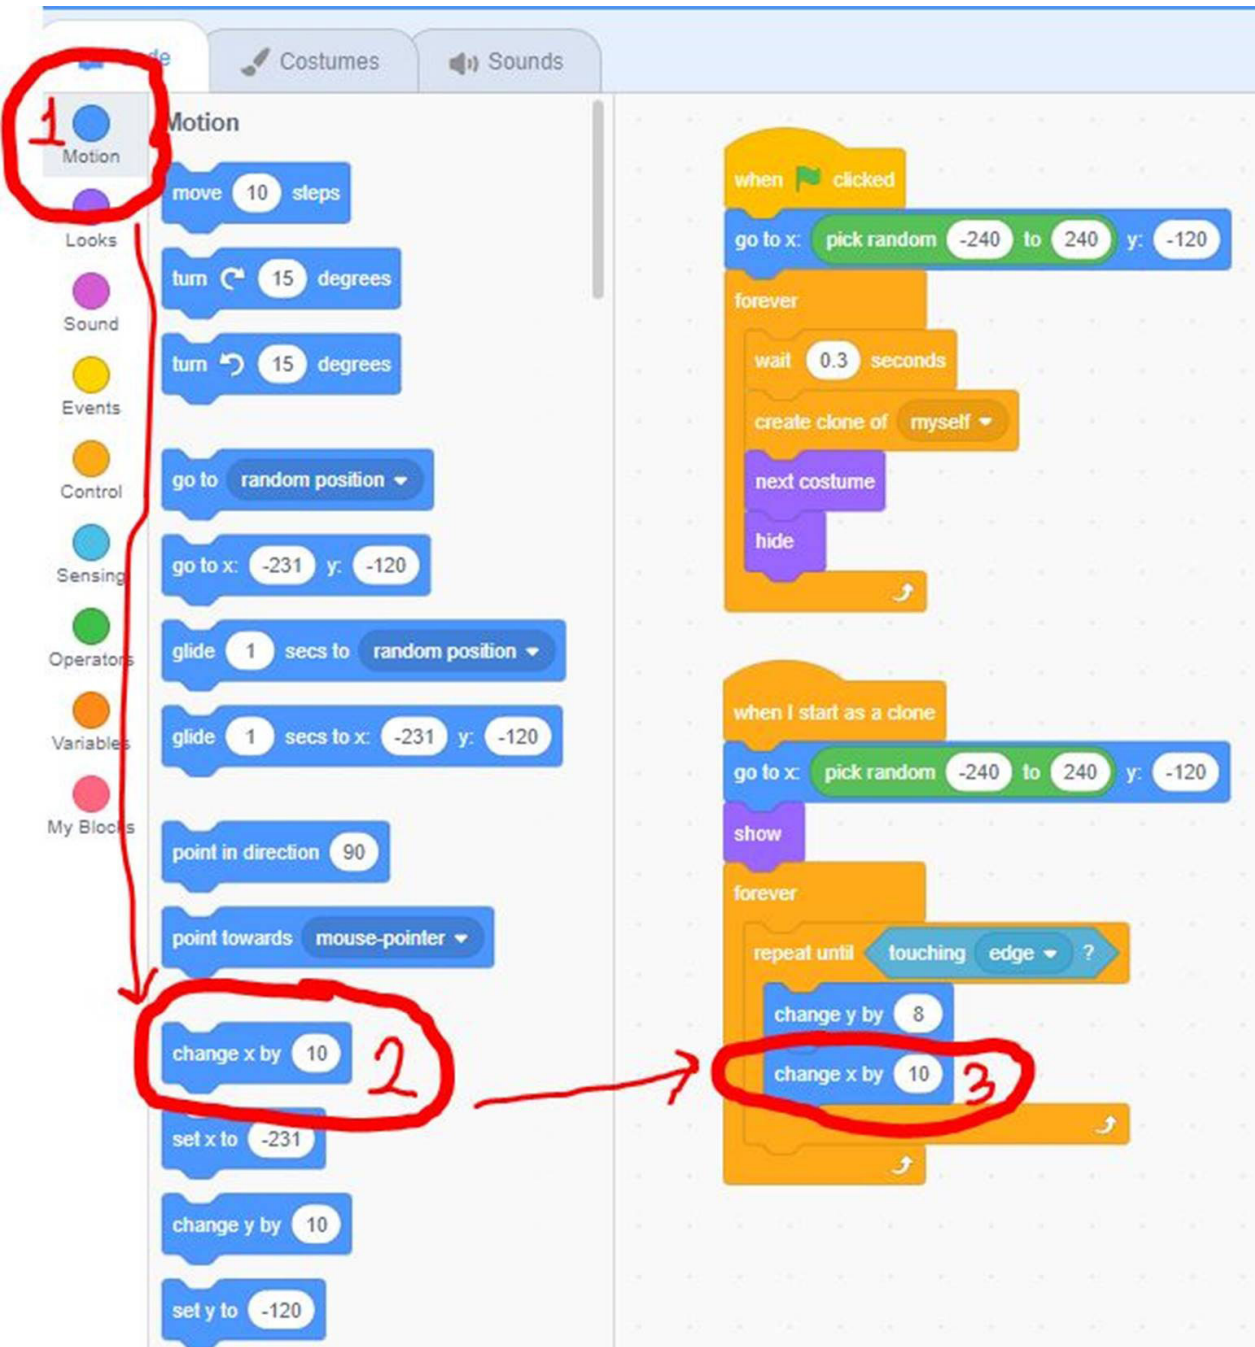 de Costumes Sounds
1
Motion
Looks
Sound
Events
Control
Sensing
Operators
Variables
My Blocks
Motion
move 10 steps
turn 15 degrees
turn 15 degrees
go to random position
go to x: -231 y: -120
glide 1 secs to random position
glide 1 secs to x: -231 y: -120
point in direction 90
point towards mouse-pointer
change x by 10 2
set x to -231
change y by 10
set y to -120
when clicked
go to x: pick random -240 to 240 y: -120
forever
wait 0.3 seconds
create clone of myself
next costume
hide
when I start as a clone
go to x: pick random -240 to 240 y: -120
show
forever
repeat until touching edge ?
change y by 8
change x by 10 3